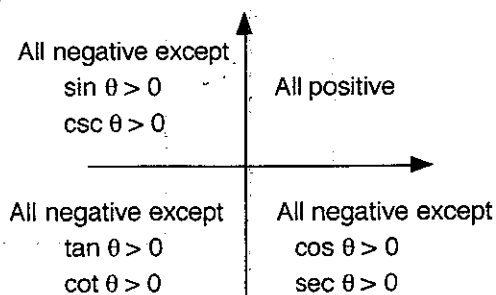 All negative except
sin θ > 0
csc θ > 0
All positive
All negative except
tan θ > 0
cot θ > 0
All negative except
cos θ > 0
sec θ > 0